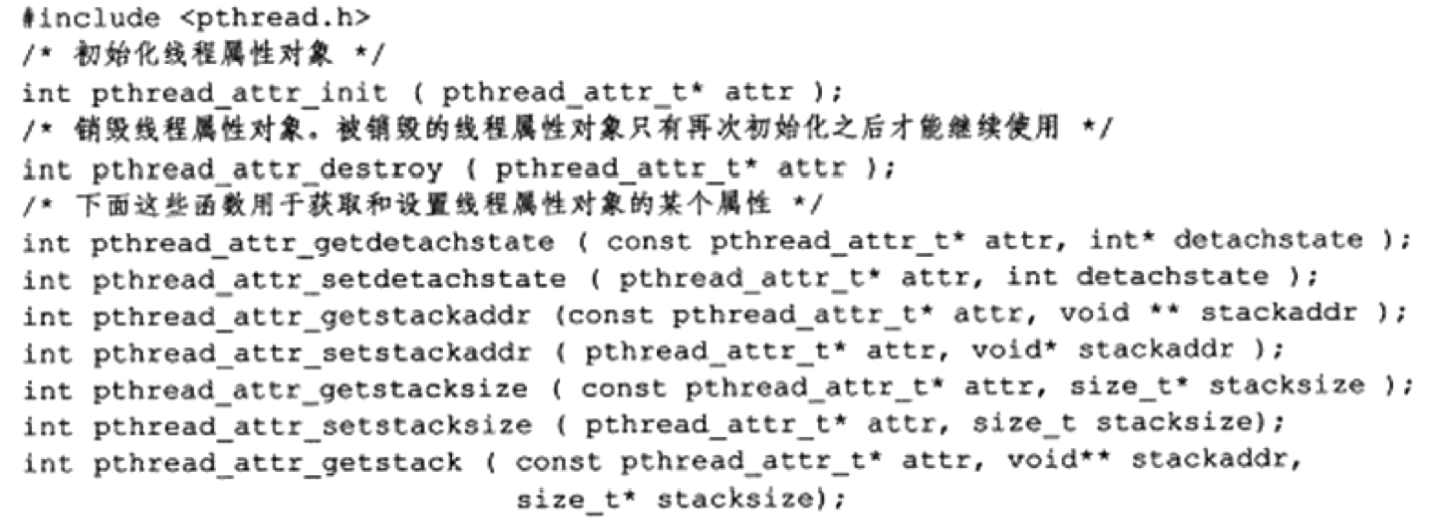 #include <pthread.h>
/* 初始化线程属性对象 */
int pthread_attr_init ( pthread_attr_t* attr );
/* 销毁线程属性对象。被销毁的线程属性对象只有再次初始化之后才能继续使用 */
int pthread_attr_destroy ( pthread_attr_t* attr );
/* 下面这些函数用于获取和设置线程属性对象的某个属性 */
int pthread_attr_getdetachstate ( const pthread_attr_t* attr, int* detachstate );
int pthread_attr_setdetachstate ( pthread_attr_t* attr, int detachstate );
int pthread_attr_getstackaddr (const pthread_attr_t* attr, void ** stackaddr );
int pthread_attr_setstackaddr ( pthread_attr_t* attr, void* stackaddr );
int pthread_attr_getstacksize ( const pthread_attr_t* attr, size_t* stacksize );
int pthread_attr_setstacksize ( pthread_attr_t* attr, size_t stacksize);
int pthread_attr_getstack ( const pthread_attr_t* attr, void** stackaddr,
size_t* stacksize);